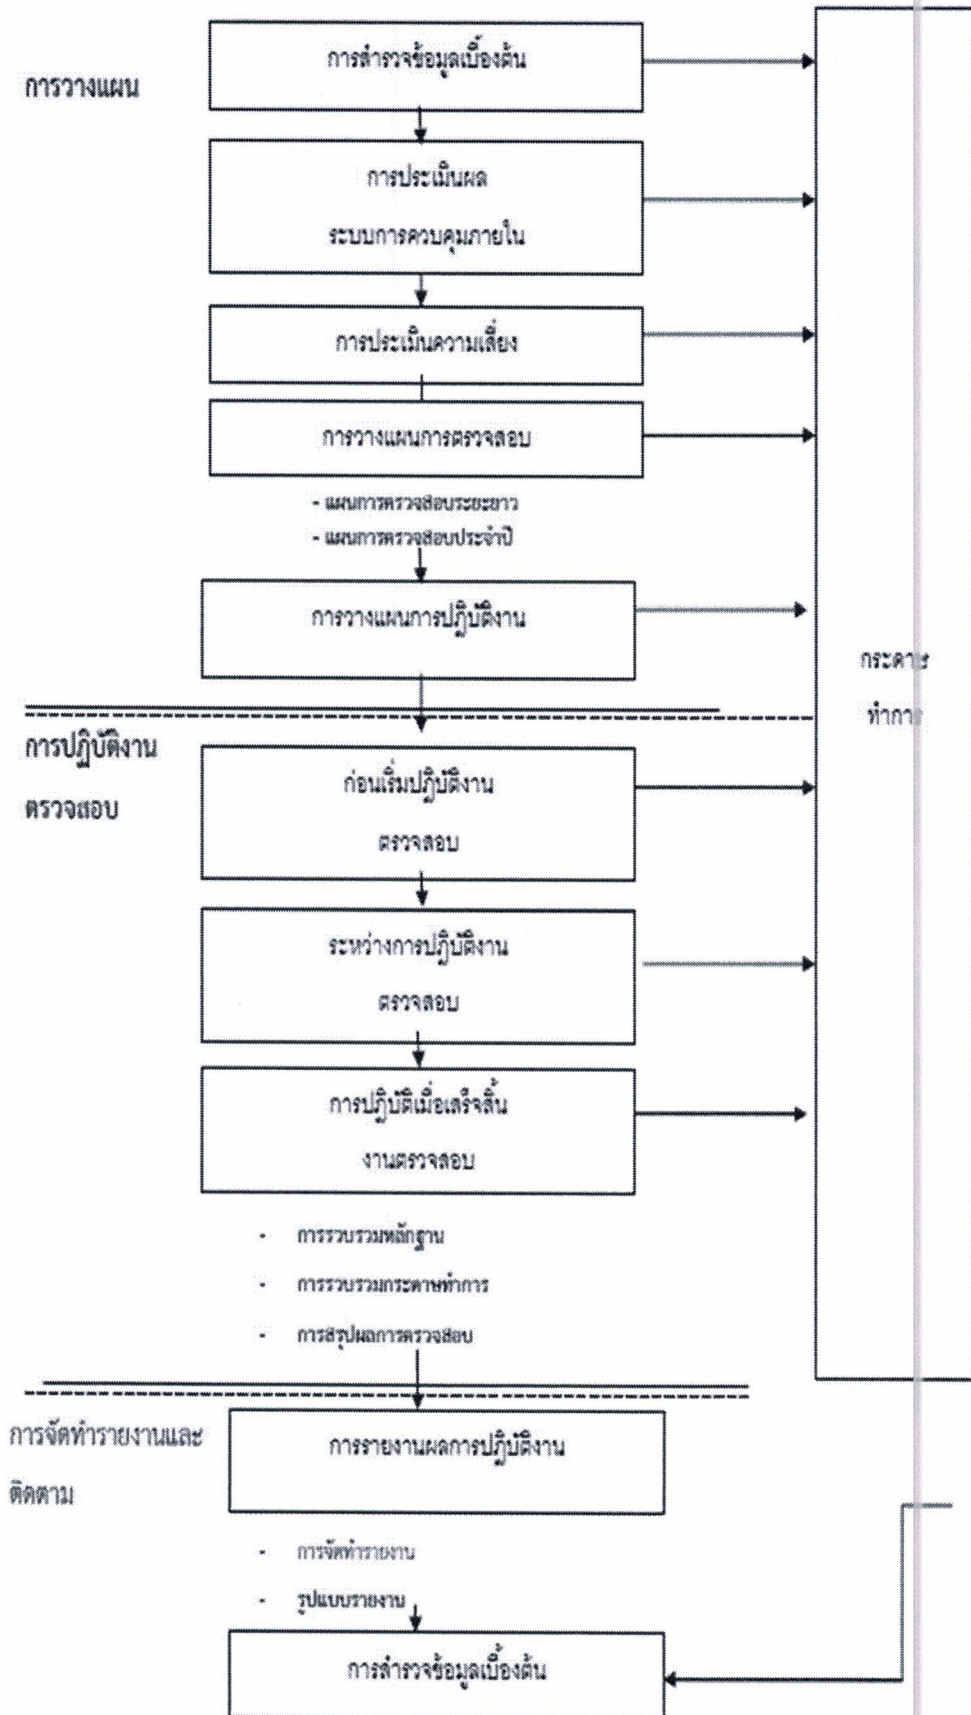 การสำรวจข้อมูลเบื้องต้น
การวางแผน
การประเมินผล
ระบบการควบคุมภายใน
การประเมินความเสี่ยง
การวางแผนการตรวจสอบ
- แผนการตรวจสอบระยะยาว
- แผนการตรวจสอบประจำปี
การวางแผนการปฏิบัติงาน
กระดาษ
ทำการ
การปฏิบัติงาน
ตรวจสอบ
ก่อนเริ่มปฏิบัติงาน
ตรวจสอบ
ระหว่างการปฏิบัติงาน
ตรวจสอบ
การปฏิบัติเมื่อเสร็จสิ้น
งานตรวจสอบ
- การรวบรวมหลักฐาน
- การรวบรวมกระดาษทำการ
- การสรุปผลการตรวจสอบ
การจัดทำรายงานและ
ติดตาม
การรายงานผลการปฏิบัติงาน
- การจัดทำรายงาน
- รูปแบบรายงาน
การสำรวจข้อมูลเบื้องต้น